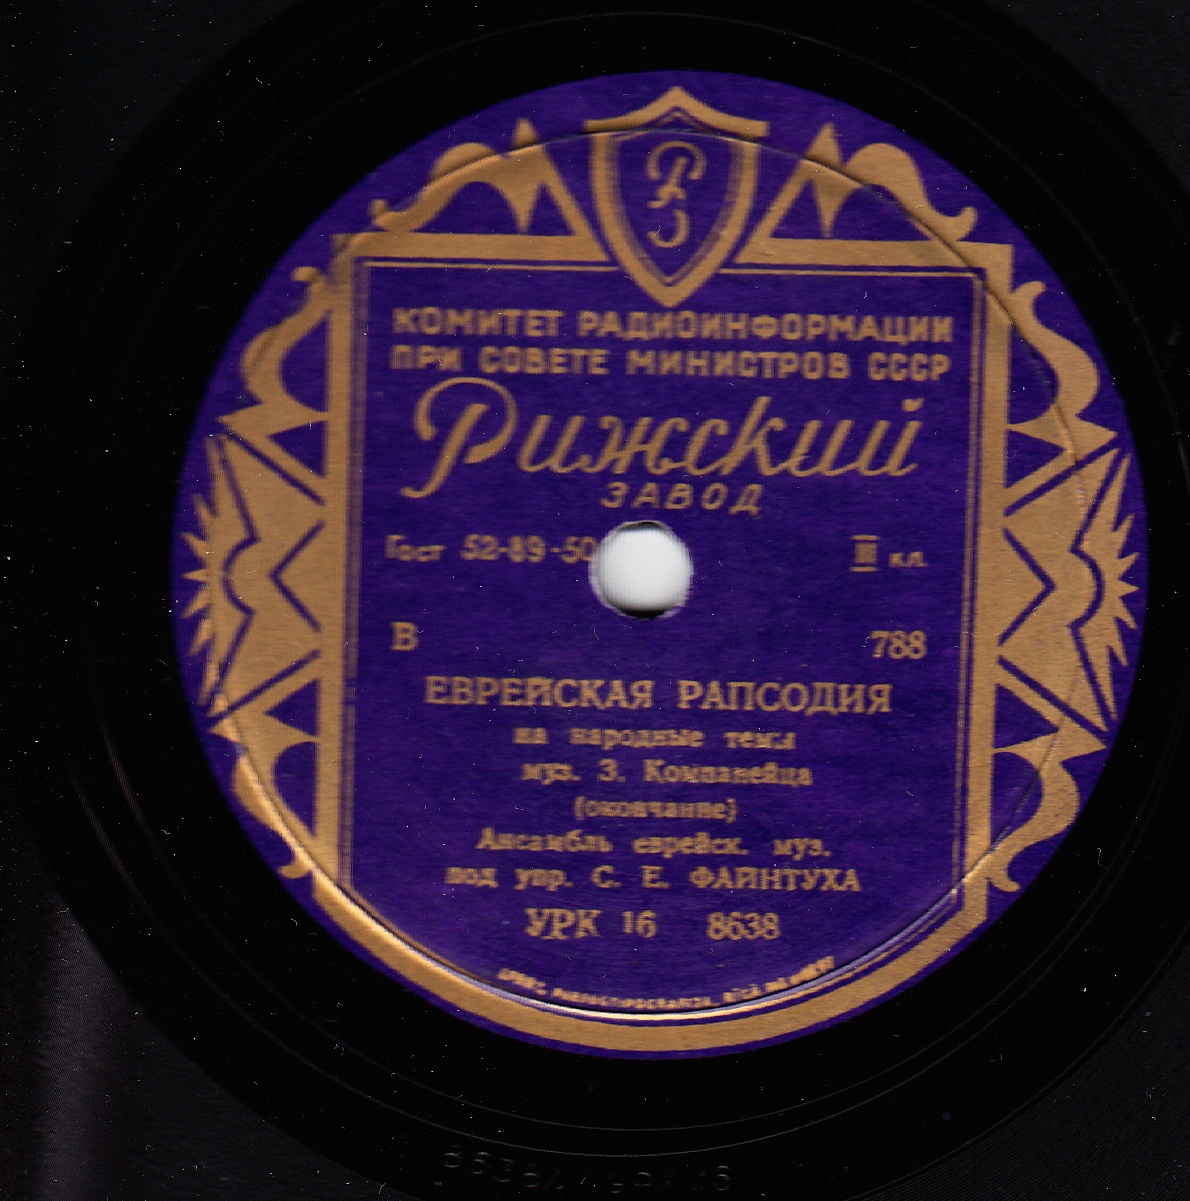 РЗ
КОМИТЕТ РАДИОИНФОРМАЦИИ
ПРИ СОВЕТЕ МИНИСТРОВ СССР
Рижский
ЗАВОД
Гост 52-89-50 III кл.
В 788
ЕВРЕЙСКАЯ РАПСОДИЯ
на народные темы
муз. З. Компанейца
(окончание)
Ансамбль еврейск. муз.
под упр. С. Е. ФАЙНТУХА
УРК 16 8638